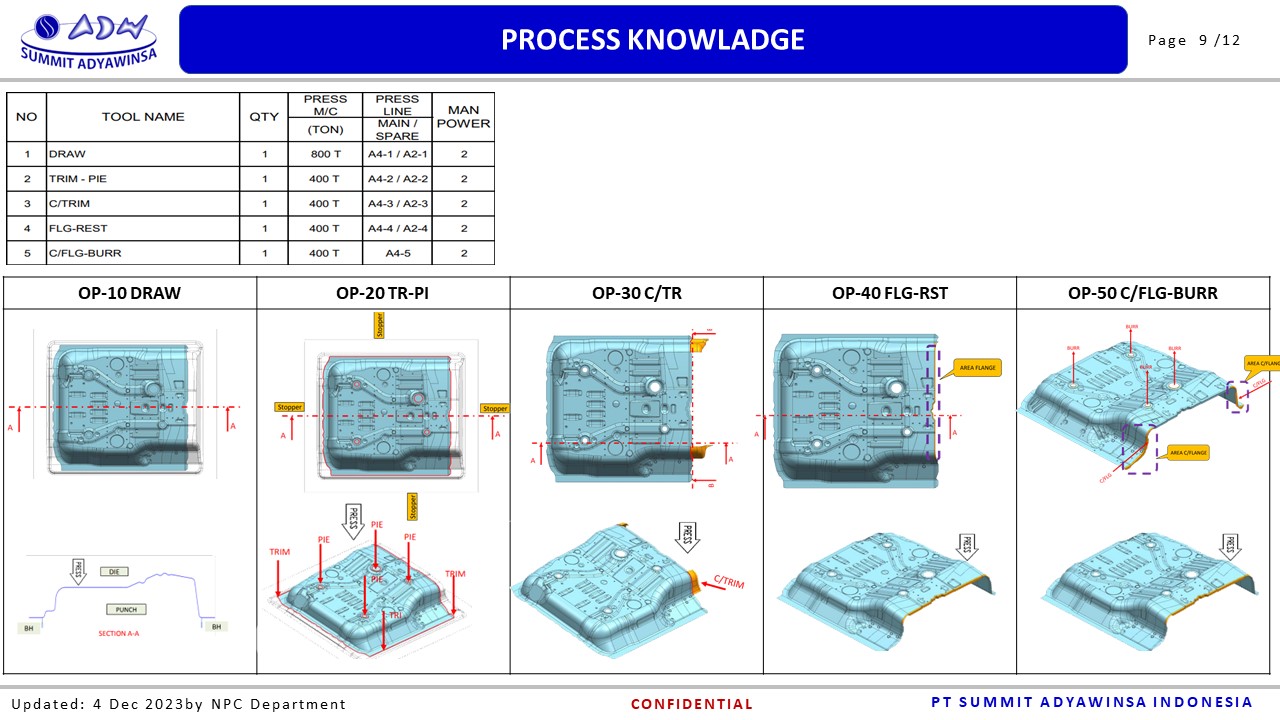 ADW
SUMMIT ADYAWINSA
PROCESS KNOWLADGE
Page 9 /12
NO TOOL NAME QTY PRESS M/C (TON) PRESS LINE MAIN / SPARE MAN POWER
1 DRAW 1 800 T A4-1 / A2-1 2
2 TRIM - PIE 1 400 T A4-2 / A2-2 2
3 C/TRIM 1 400 T A4-3 / A2-3 2
4 FLG-REST 1 400 T A4-4 / A2-4 2
5 C/FLG-BURR 1 400 T A4-5 2
OP-10 DRAW
A
A
PRESS
DIE
PUNCH
BH
BH
SECTION A-A
OP-20 TR-PI
Stopper
Stopper
Stopper
A
A
Stopper
PRESS
TRIM
PIE
PIE
PIE
PIE
TRIM
TRI
OP-30 C/TR
A
A
PRESS
C/TRIM
OP-40 FLG-RST
AREA FLANGE
A
A
PRESS
OP-50 C/FLG-BURR
BURR
BURR
BURR
BURR
AREA C/FLANG
C/FLG
AREA C/FLANGE
C/FLG
PRESS
Updated: 4 Dec 2023by NPC Department
CONFIDENTIAL
PT SUMMIT ADYAWINSA INDONESIA